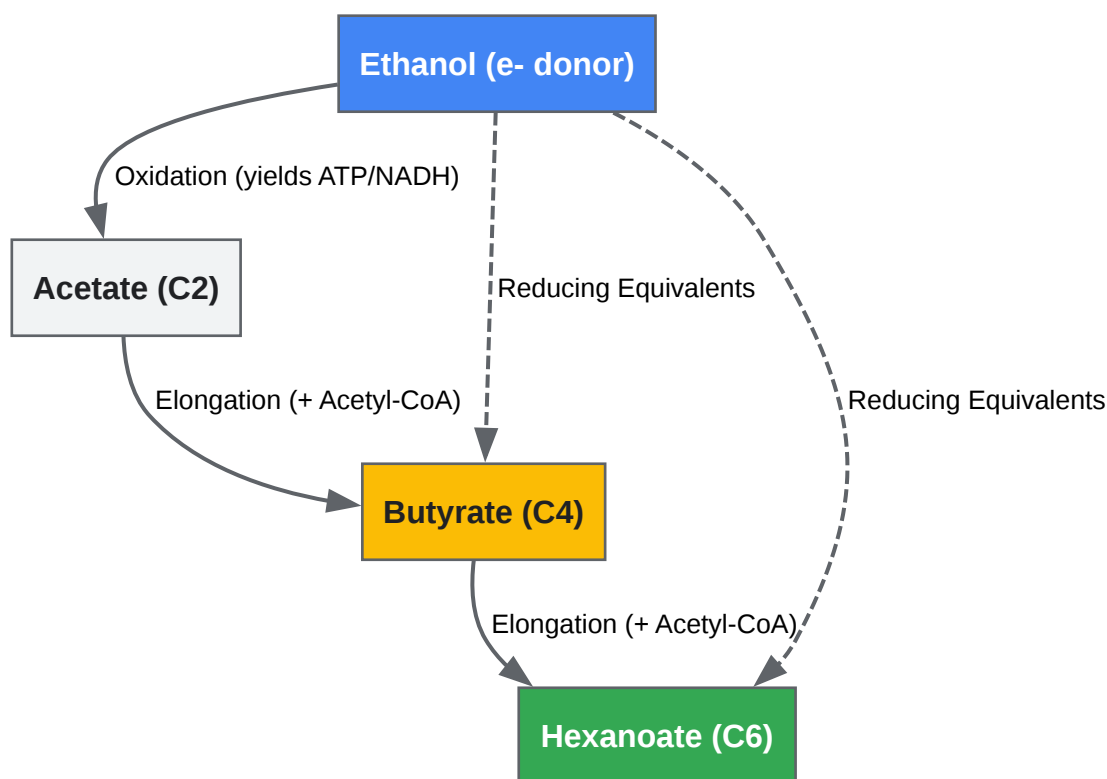 Ethanol (e- donor)
Oxidation (yields ATP/NADH)
Acetate (C2)
Reducing Equivalents
Elongation (+ Acetyl-CoA)
Reducing Equivalents
Butyrate (C4)
Elongation (+ Acetyl-CoA)
Hexanoate (C6)